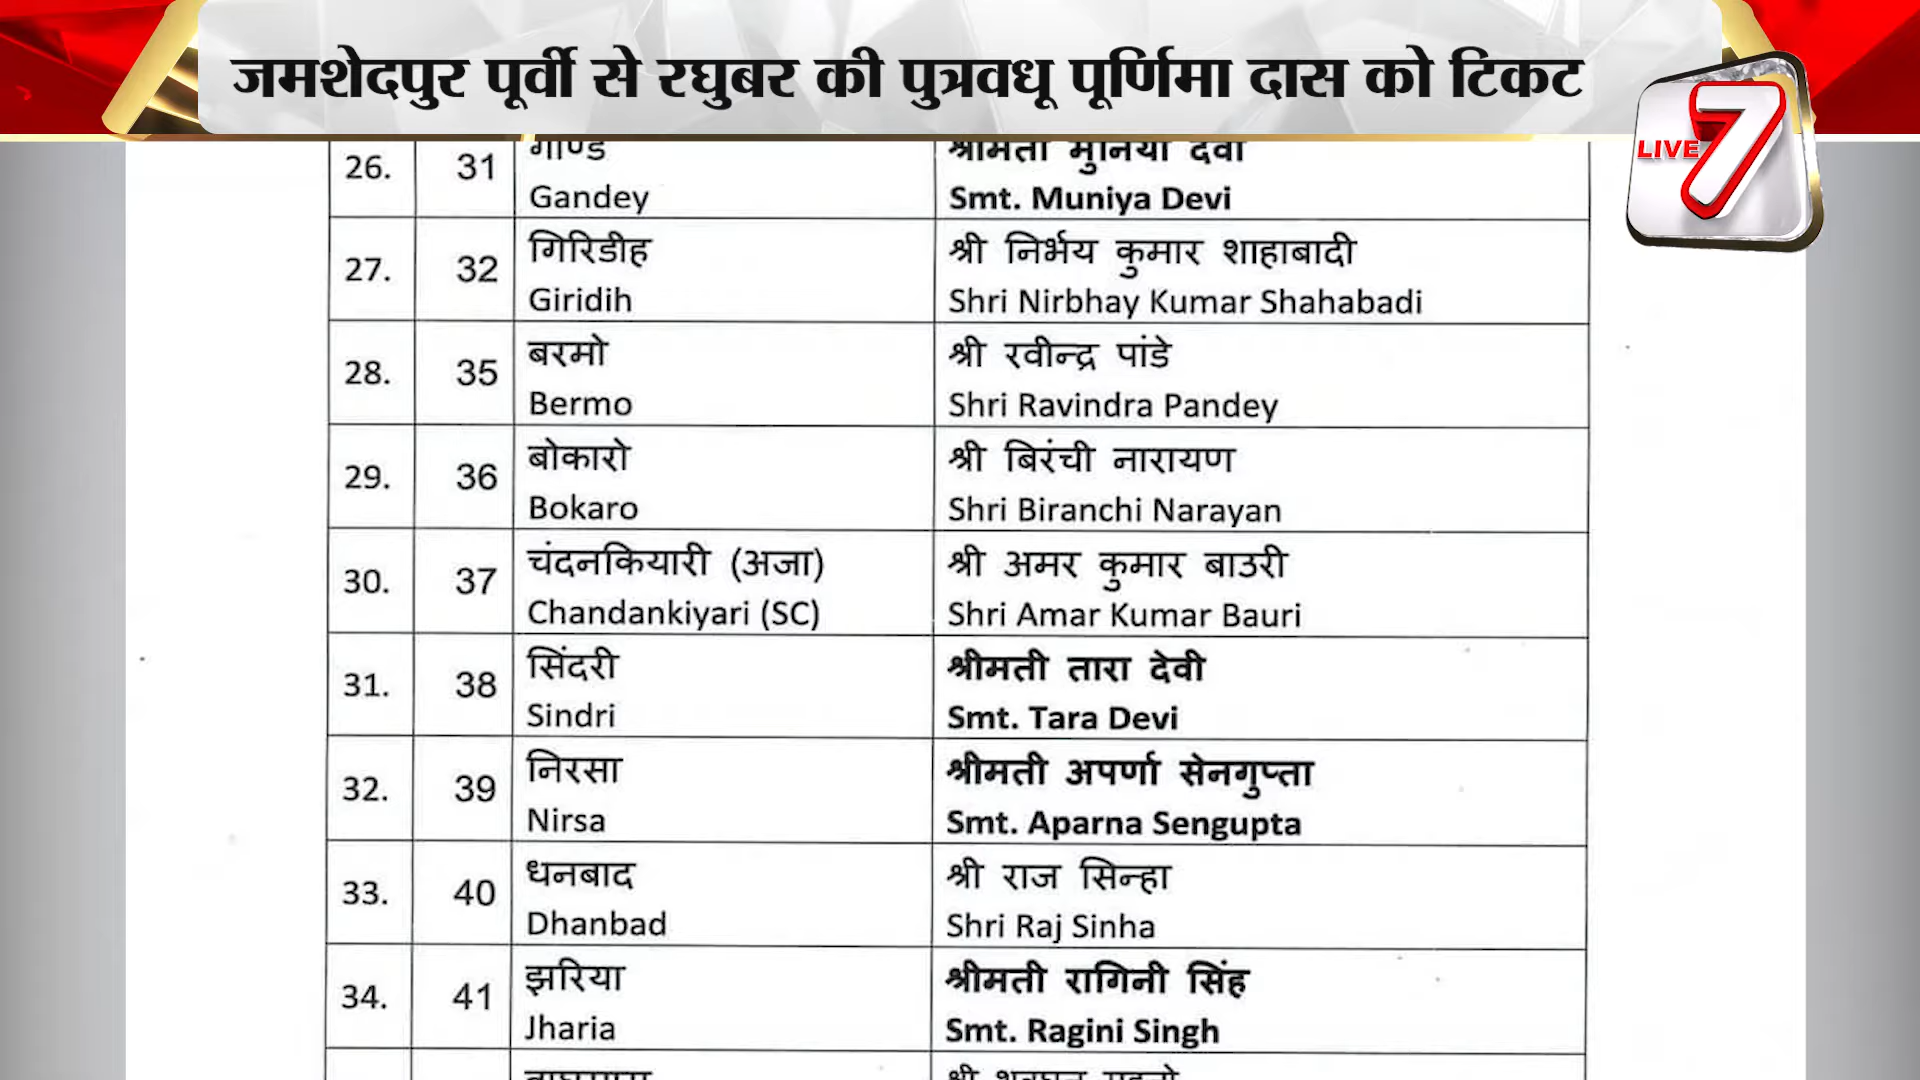 जमशेदपुर पूर्वी से रघुबर की पुत्रवधू पूर्णिमा दास को टिकट
LIVE 7
26. 31 श्रीमती मुनिया देवी
Gandey Smt. Muniya Devi
27. 32 गिरिडीह श्री निर्भय कुमार शाहाबादी
Giridih Shri Nirbhay Kumar Shahabadi
28. 35 बरमो श्री रवीन्द्र पांडे
Bermo Shri Ravindra Pandey
29. 36 बोकारो श्री बिरंची नारायण
Bokaro Shri Biranchi Narayan
30. 37 चंदनकियारी (अजा) श्री अमर कुमार बाउरी
Chandankiyari (SC) Shri Amar Kumar Bauri
31. 38 सिंदरी श्रीमती तारा देवी
Sindri Smt. Tara Devi
32. 39 निरसा श्रीमती अपर्णा सेनगुप्ता
Nirsa Smt. Aparna Sengupta
33. 40 धनबाद श्री राज सिन्हा
Dhanbad Shri Raj Sinha
34. 41 झरिया श्रीमती रागिनी सिंह
Jharia Smt. Ragini Singh